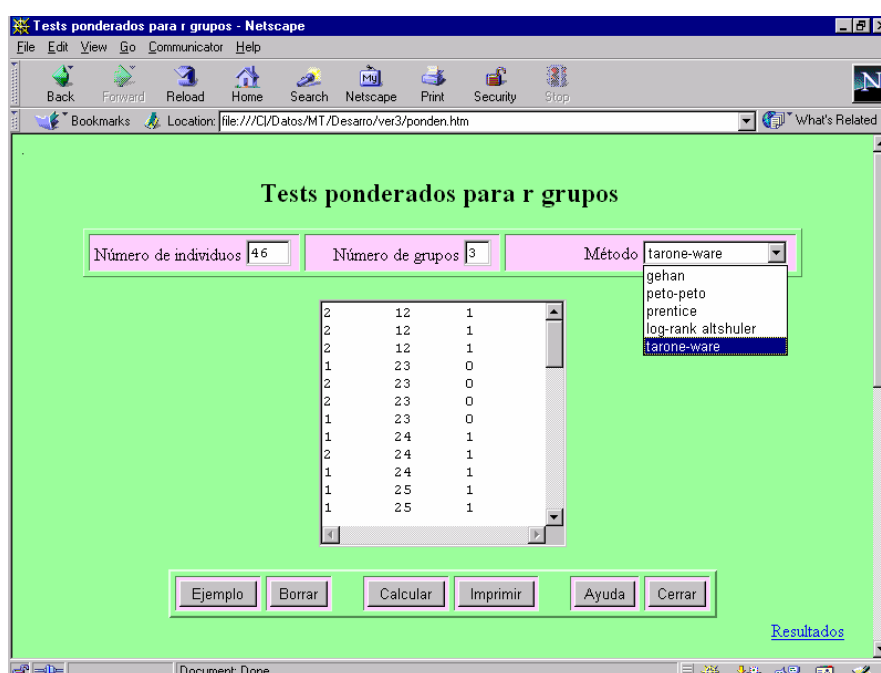 Tests ponderados para r grupos - Netscape
File Edit View Go Communicator Help
Back Forward Reload Home Search Netscape Print Security Stop
My
N
Bookmarks Location: file:///C|/Datos/MT/Desarro/ver3/ponden.htm What's Related
Tests ponderados para r grupos
Número de individuos 46 Número de grupos 3 Método tarone-ware
gehan
peto-peto
prentice
log-rank altshuler
tarone-ware
2 12 1
2 12 1
2 12 1
1 23 0
2 23 0
2 23 0
1 23 0
1 24 1
2 24 1
1 24 1
1 25 1
1 25 1
Ejemplo Borrar Calcular Imprimir Ayuda Cerrar
Resultados
Document: Done